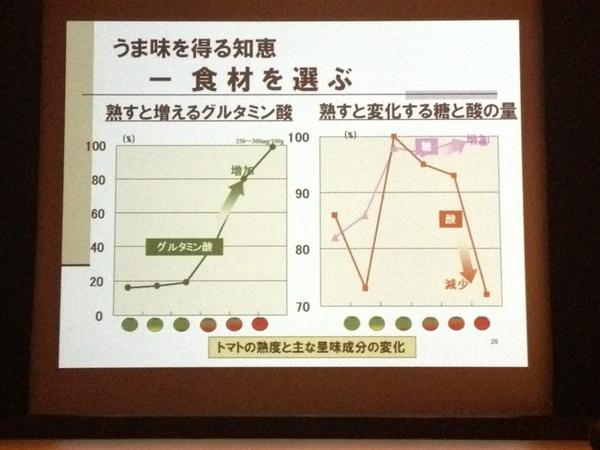 うま味を得る知恵
― 食材を選ぶ
熟すと増えるグルタミン酸
熟すと変化する糖と酸の量
(%)
250~300mg/100g
100
80
60
40
20
0
増加
グルタミン酸
(%)
100
90
80
70
糖
増加
酸
減少
トマトの熟度と主な呈味成分の変化
20